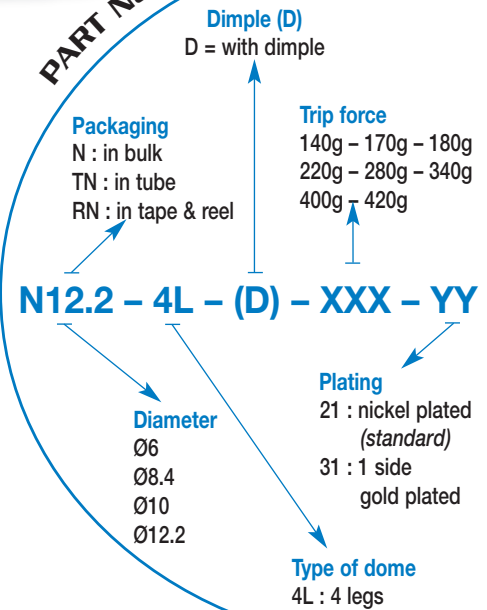 PART
Dimple (D)
D = with dimple
Packaging
N : in bulk
TN : in tube
RN : in tape & reel
Trip force
140g – 170g – 180g
220g – 280g – 340g
400g – 420g
N12.2 – 4L – (D) – XXX – YY
Diameter
Ø6
Ø8.4
Ø10
Ø12.2
Plating
21 : nickel plated
(standard)
31 : 1 side
gold plated
Type of dome
4L : 4 legs